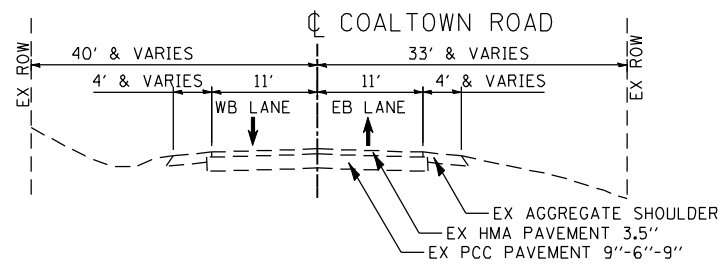 ℄ COALTOWN ROAD
EX ROW
40' & VARIES
33' & VARIES
EX ROW
4' & VARIES
11'
11'
4' & VARIES
WB LANE
EB LANE
EX AGGREGATE SHOULDER
EX HMA PAVEMENT 3.5''
EX PCC PAVEMENT 9''-6''-9''